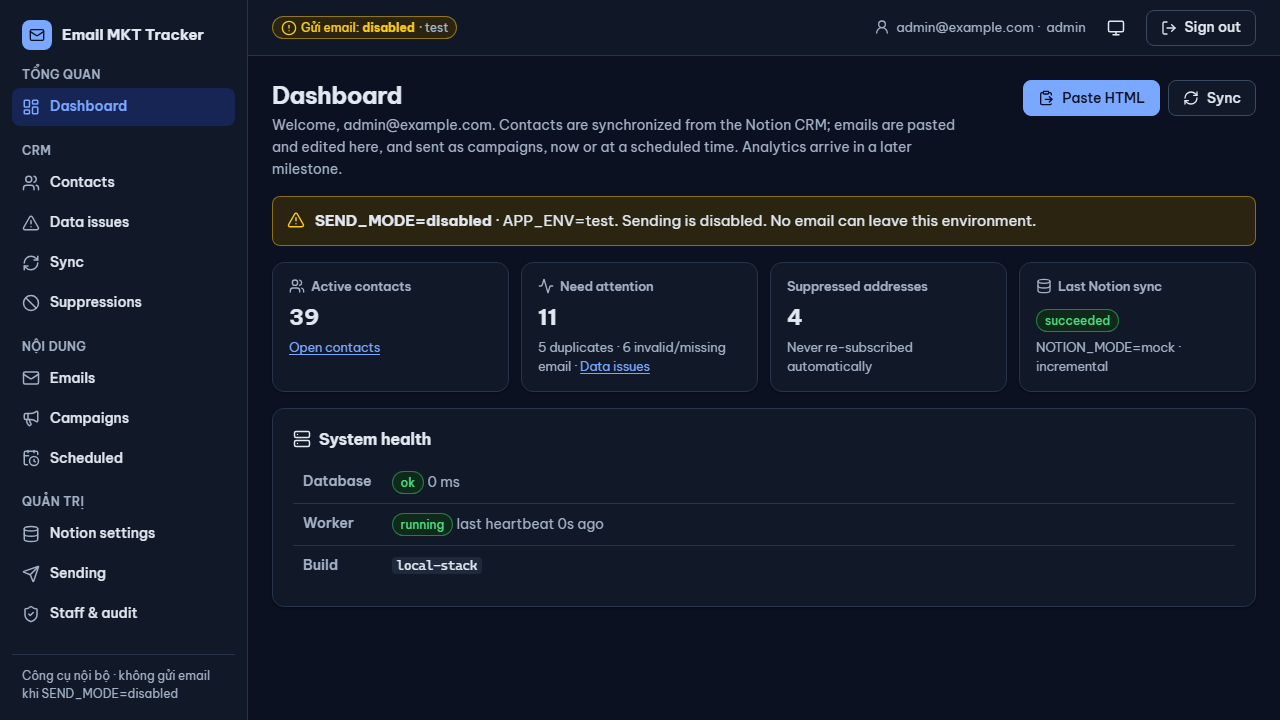 Email MKT Tracker
TỔNG QUAN
Dashboard
CRM
Contacts
Data issues
Sync
Suppressions
NỘI DUNG
Emails
Campaigns
Scheduled
QUẢN TRỊ
Notion settings
Sending
Staff & audit
Công cụ nội bộ · không gửi email
khi SEND_MODE=disabled
Gửi email: disabled · test
admin@example.com · admin
Sign out
Dashboard
Welcome, admin@example.com. Contacts are synchronized from the Notion CRM; emails are pasted
and edited here, and sent as campaigns, now or at a scheduled time. Analytics arrive in a later
milestone.
Paste HTML
Sync
SEND_MODE=disabled · APP_ENV=test. Sending is disabled. No email can leave this environment.
Active contacts
39
Open contacts
Need attention
11
5 duplicates · 6 invalid/missing
email · Data issues
Suppressed addresses
4
Never re-subscribed
automatically
Last Notion sync
succeeded
NOTION_MODE=mock ·
incremental
System health
Database ok 0 ms
Worker running last heartbeat 0s ago
Build local-stack